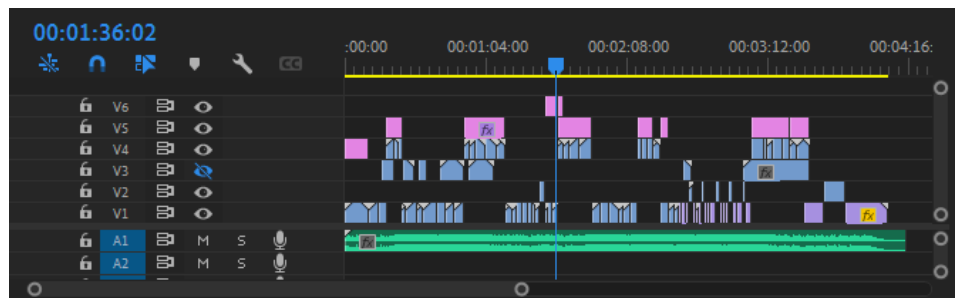 00:01:36:02
:00:00 00:01:04:00 00:02:08:00 00:03:12:00 00:04:16:
CC
V6
V5 fx
V4
V3 fx
V2
V1 fx
A1 M S fx
A2 M S